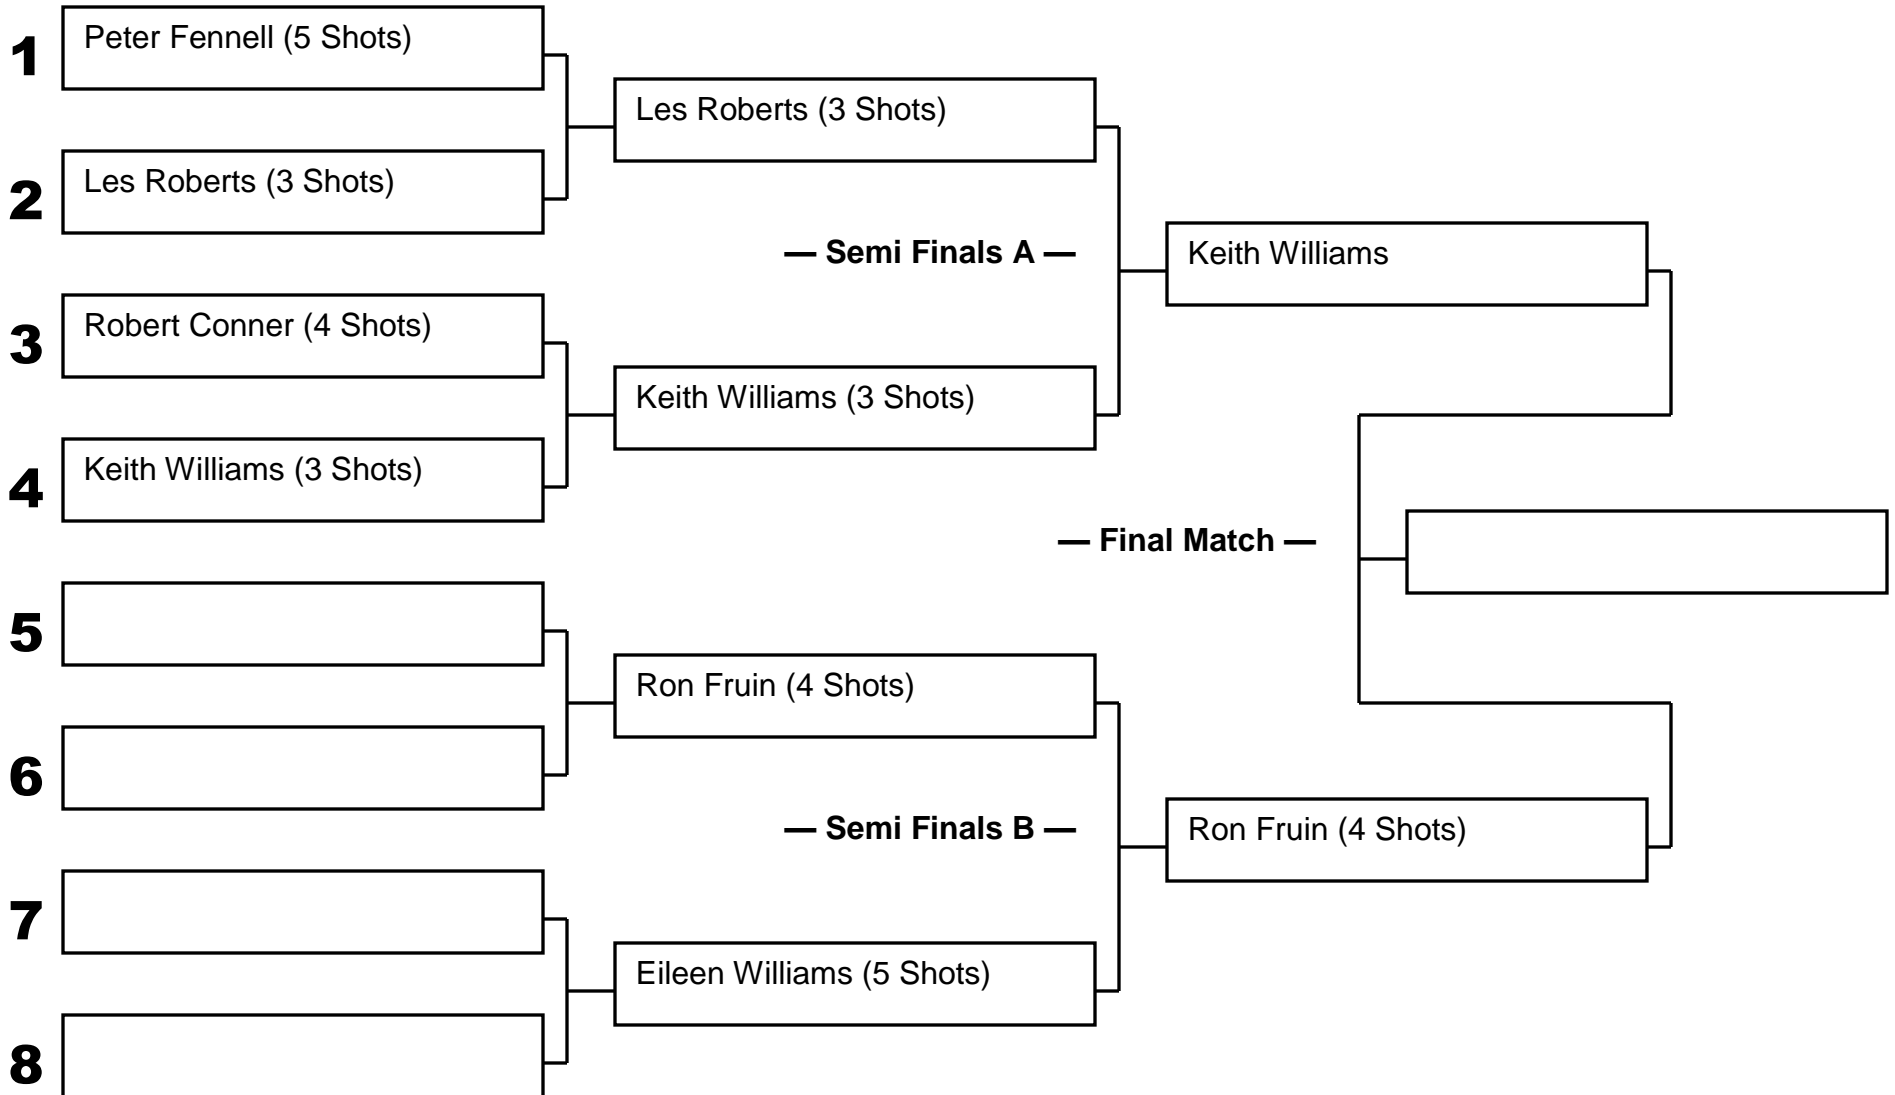 1
Peter Fennell (5 Shots)
Les Roberts (3 Shots)
2
Les Roberts (3 Shots)
— Semi Finals A —
Keith Williams
3
Robert Conner (4 Shots)
Keith Williams (3 Shots)
4
Keith Williams (3 Shots)
— Final Match —
5
Ron Fruin (4 Shots)
6
— Semi Finals B —
Ron Fruin (4 Shots)
7
Eileen Williams (5 Shots)
8